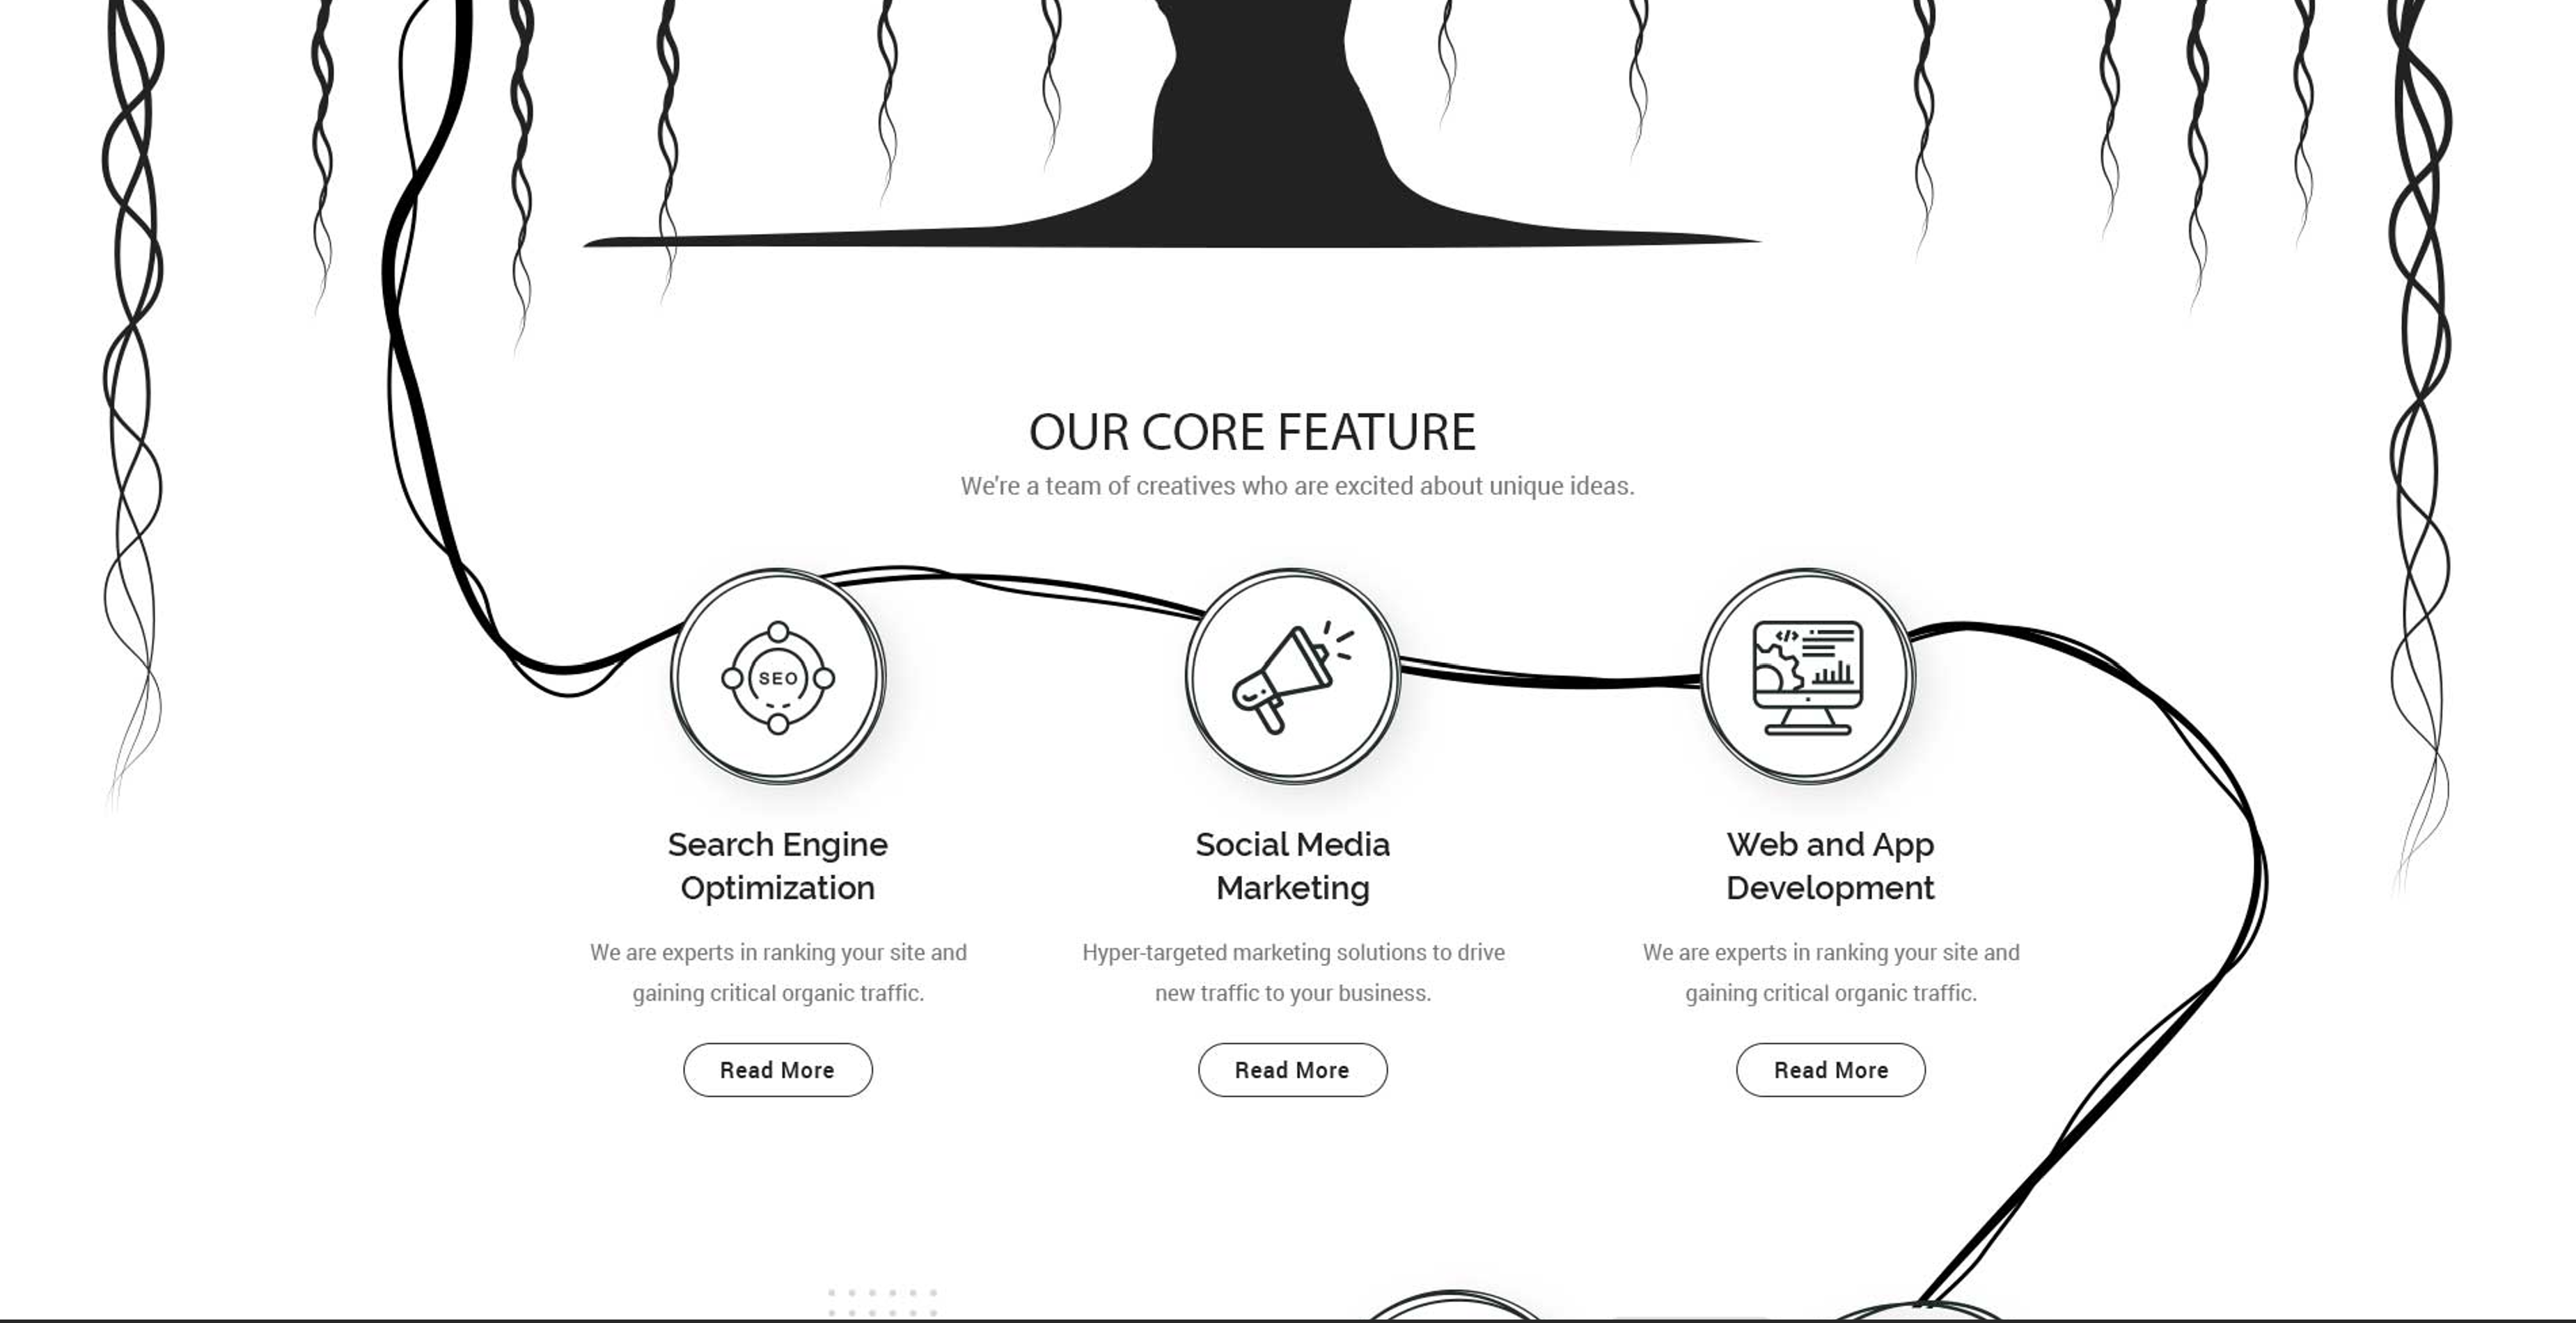 OUR CORE FEATURE
We're a team of creatives who are excited about unique ideas.
SEO
</>
Search Engine
Optimization
We are experts in ranking your site and
gaining critical organic traffic.
Read More
Social Media
Marketing
Hyper-targeted marketing solutions to drive
new traffic to your business.
Read More
Web and App
Development
We are experts in ranking your site and
gaining critical organic traffic.
Read More